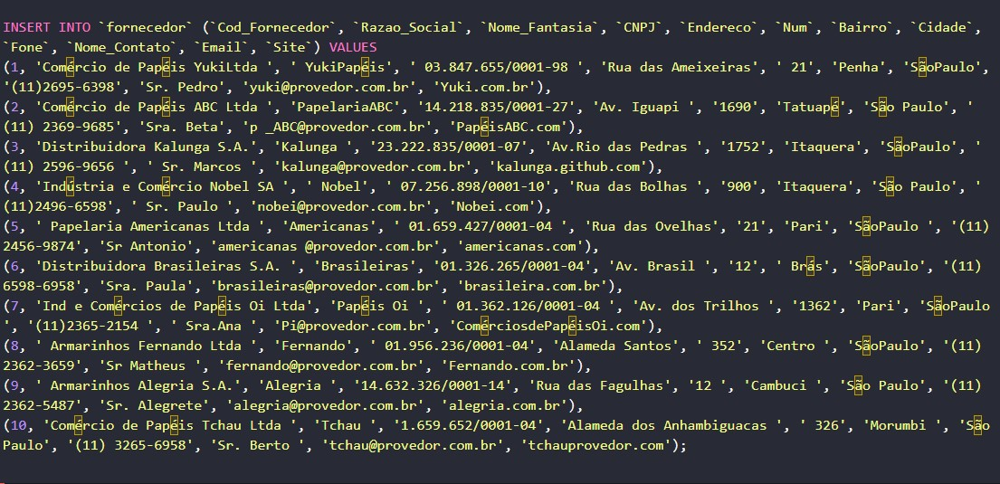 INSERT INTO `fornecedor` (`Cod_Fornecedor`, `Razao_Social`, `Nome_Fantasia`, `CNPJ`, `Endereco`, `Num`, `Bairro`, `Cidade`,
`Fone`, `Nome_Contato`, `Email`, `Site`) VALUES
(1, 'Comércio de Papéis YukiLtda ', ' YukiPapéis', ' 03.847.655/0001-98 ', 'Rua das Ameixeiras', ' 21', 'Penha', 'SãoPaulo',
'(11)2695-6398', 'Sr. Pedro', 'yuki@provedor.com.br', 'Yuki.com.br'),
(2, 'Comércio de Papéis ABC Ltda ', 'PapelariaABC', '14.218.835/0001-27', 'Av. Iguapi ', '1690', 'Tatuapé', 'São Paulo', '
(11) 2369-9685', 'Sra. Beta', 'p _ABC@provedor.com.br', 'PapéisABC.com'),
(3, 'Distribuidora Kalunga S.A.', 'Kalunga ', '23.222.835/0001-07', 'Av.Rio das Pedras ', '1752', 'Itaquera', 'SãoPaulo', '
(11) 2596-9656 ', ' Sr. Marcos ', 'kalunga@provedor.com.br', 'kalunga.github.com'),
(4, 'Indústria e Comércio Nobel SA ', ' Nobel', ' 07.256.898/0001-10', 'Rua das Bolhas ', '900', 'Itaquera', 'São Paulo', '
(11)2496-6598', ' Sr. Paulo ', 'nobei@provedor.com.br', 'Nobei.com'),
(5, ' Papelaria Americanas Ltda ', 'Americanas', ' 01.659.427/0001-04 ', 'Rua das Ovelhas', '21', 'Pari', 'SãoPaulo ', '(11)
2456-9874', 'Sr Antonio', 'americanas @provedor.com.br', 'americanas.com'),
(6, 'Distribuidora Brasileiras S.A. ', 'Brasileiras', '01.326.265/0001-04', 'Av. Brasil ', '12', ' Brás', 'SãoPaulo', '(11)
6598-6958', 'Sra. Paula', 'brasileiras@provedor.com.br', 'brasileira.com.br'),
(7, 'Ind e Comércios de Papéis Oi Ltda', 'Papéis Oi ', ' 01.362.126/0001-04 ', 'Av. dos Trilhos ', '1362', 'Pari', 'SãoPaulo
', '(11)2365-2154 ', ' Sra.Ana ', 'Pi@provedor.com.br', 'ComérciosdePapéisOi.com'),
(8, ' Armarinhos Fernando Ltda ', 'Fernando', ' 01.956.236/0001-04', 'Alameda Santos', ' 352', 'Centro ', 'SãoPaulo', '(11)
2362-3659', 'Sr Matheus ', 'fernando@provedor.com.br', 'Fernando.com.br'),
(9, ' Armarinhos Alegria S.A.', 'Alegria ', '14.632.326/0001-14', 'Rua das Fagulhas', '12 ', 'Cambuci ', 'São Paulo', '(11)
2362-5487', 'Sr. Alegrete', 'alegria@provedor.com.br', 'alegria.com.br'),
(10, 'Comércio de Papéis Tchau Ltda ', 'Tchau ', '1.659.652/0001-04', 'Alameda dos Anhambiguacas ', ' 326', 'Morumbi ', 'São
Paulo', '(11) 3265-6958', 'Sr. Berto ', 'tchau@provedor.com.br', 'tchauprovedor.com');